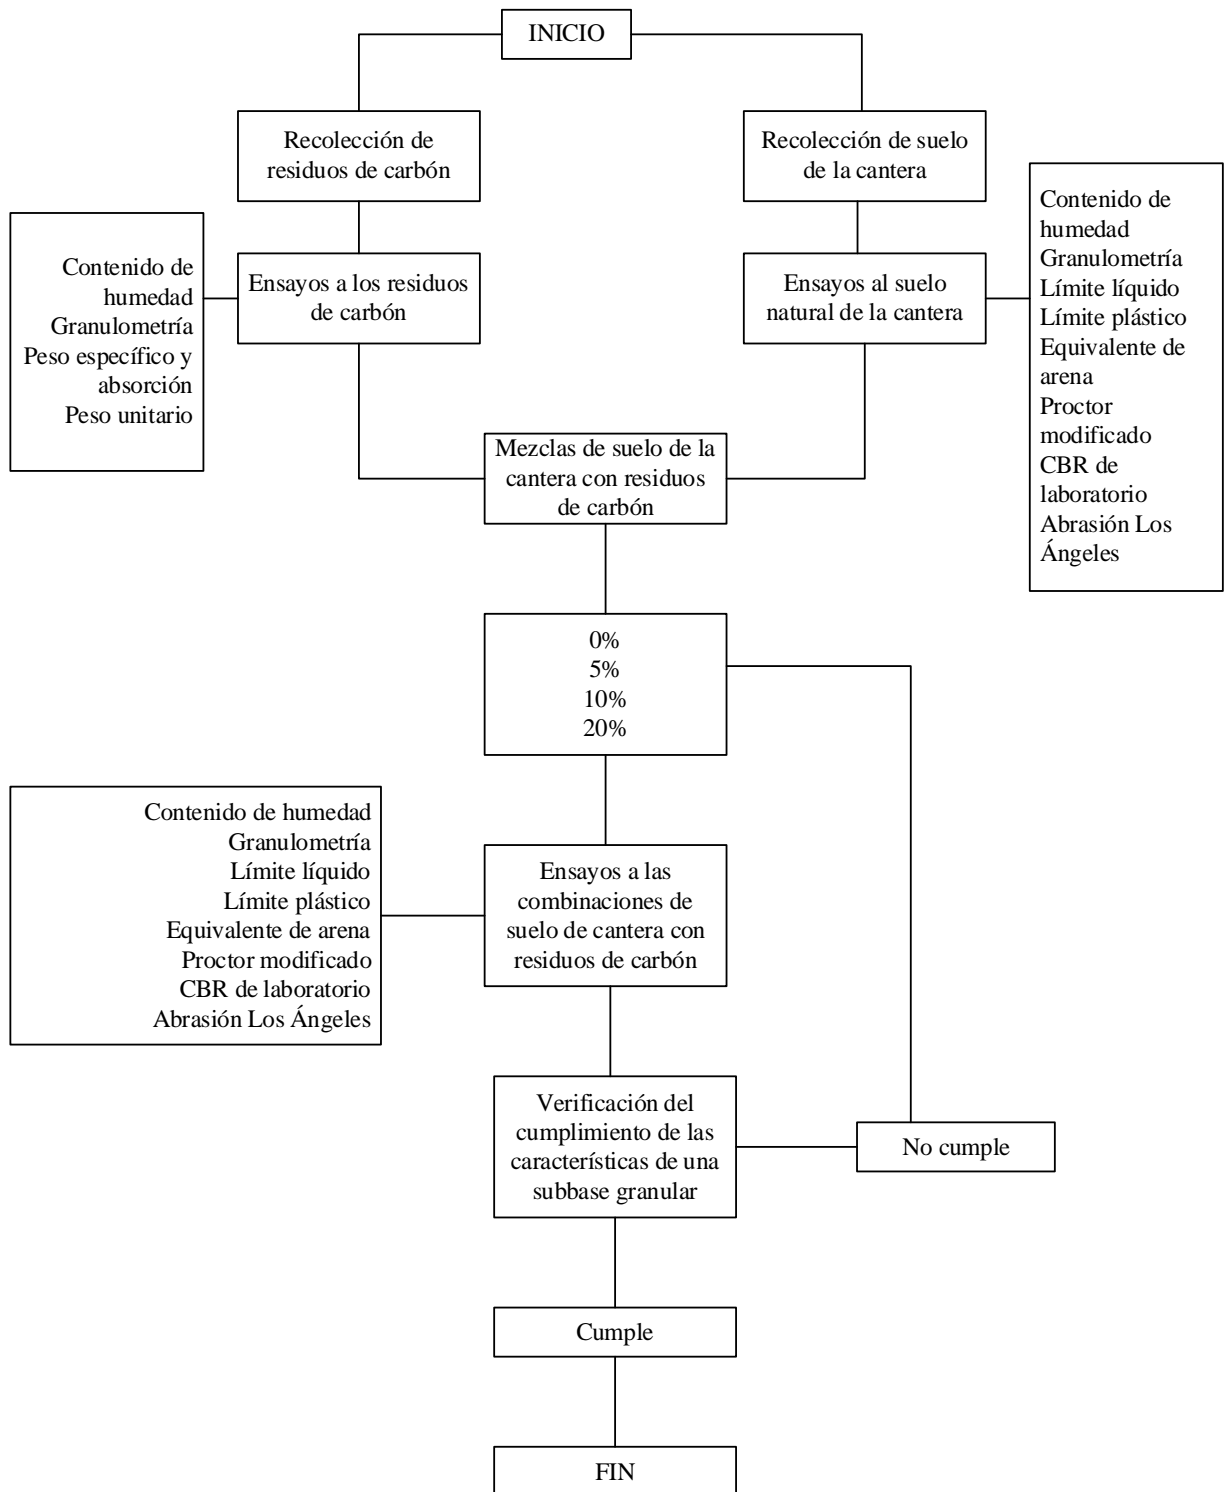 INICIO
Recolección de
residuos de carbón
Recolección de suelo
de la cantera
Contenido de
humedad
Granulometría
Peso específico y
absorción
Peso unitario
Ensayos a los residuos
de carbón
Ensayos al suelo
natural de la cantera
Contenido de
humedad
Granulometría
Límite líquido
Límite plástico
Equivalente de
arena
Proctor
modificado
CBR de
laboratorio
Abrasión Los
Ángeles
Mezclas de suelo de la
cantera con residuos
de carbón
0%
5%
10%
20%
Contenido de humedad
Granulometría
Límite líquido
Límite plástico
Equivalente de arena
Proctor modificado
CBR de laboratorio
Abrasión Los Ángeles
Ensayos a las
combinaciones de
suelo de cantera con
residuos de carbón
Verificación del
cumplimiento de las
características de una
subbase granular
No cumple
Cumple
FIN